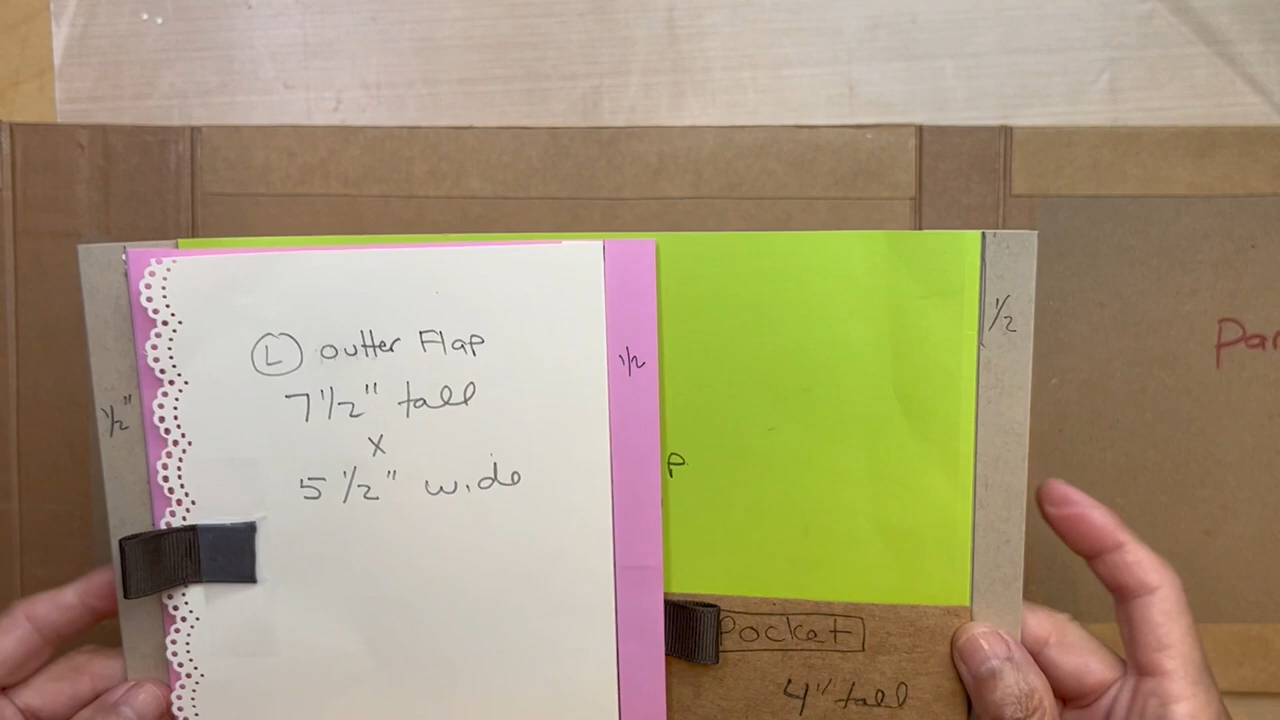 L outter Flap
7 1/2" tall
x
5 1/2" wide
1/2"
1/2
P
1/2
Pocket
4" tall
Par